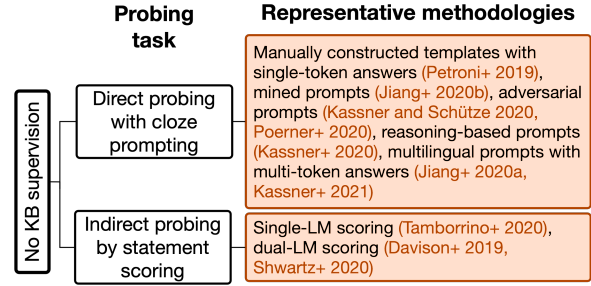 Probing
task
Representative methodologies
No KB supervision
Direct probing
with cloze
prompting
Manually constructed templates with
single-token answers (Petroni+ 2019),
mined prompts (Jiang+ 2020b), adversarial
prompts (Kassner and Schütze 2020,
Poerner+ 2020), reasoning-based prompts
(Kassner+ 2020), multilingual prompts with
multi-token answers (Jiang+ 2020a,
Kassner+ 2021)
Indirect probing
by statement
scoring
Single-LM scoring (Tamborrino+ 2020),
dual-LM scoring (Davison+ 2019,
Shwartz+ 2020)